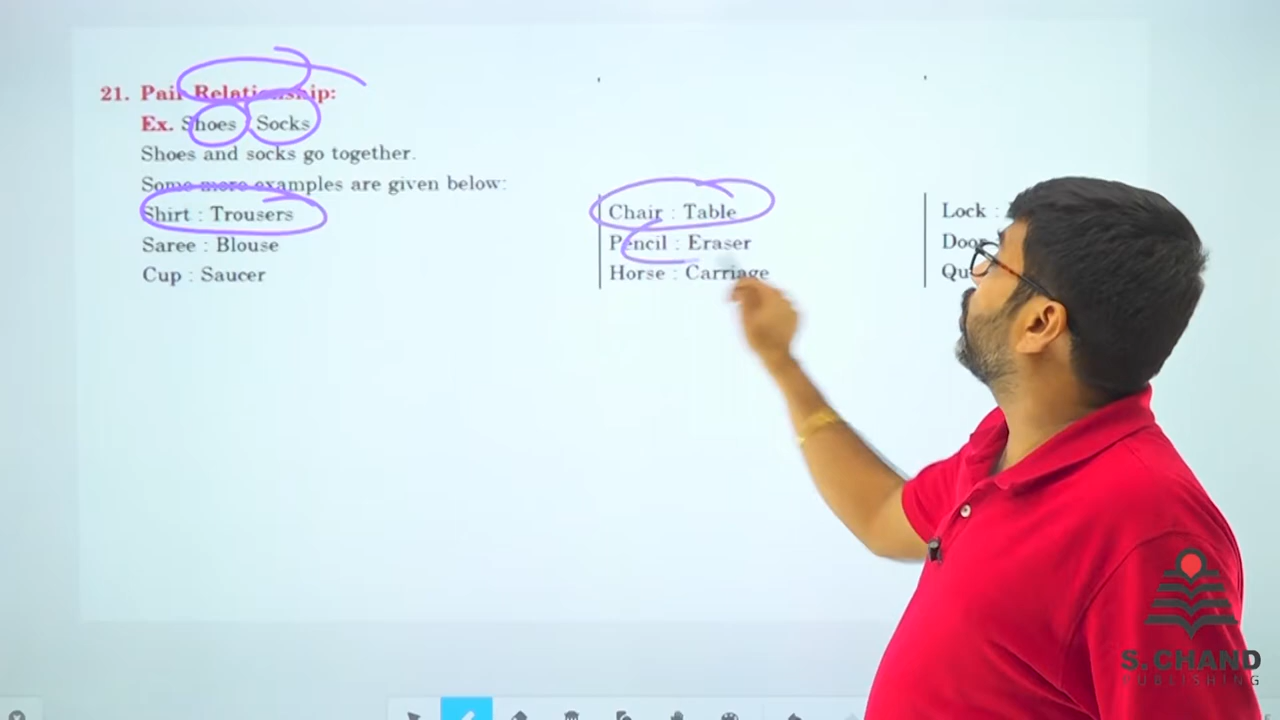 21. Pair Relationship:
Ex. Shoes : Socks
Shoes and socks go together.
Some more examples are given below:
Shirt : Trousers
Saree : Blouse
Cup : Saucer
Chair : Table
Pencil : Eraser
Horse : Carriage
Lock :
Door
S. CHAND
PUBLISHING